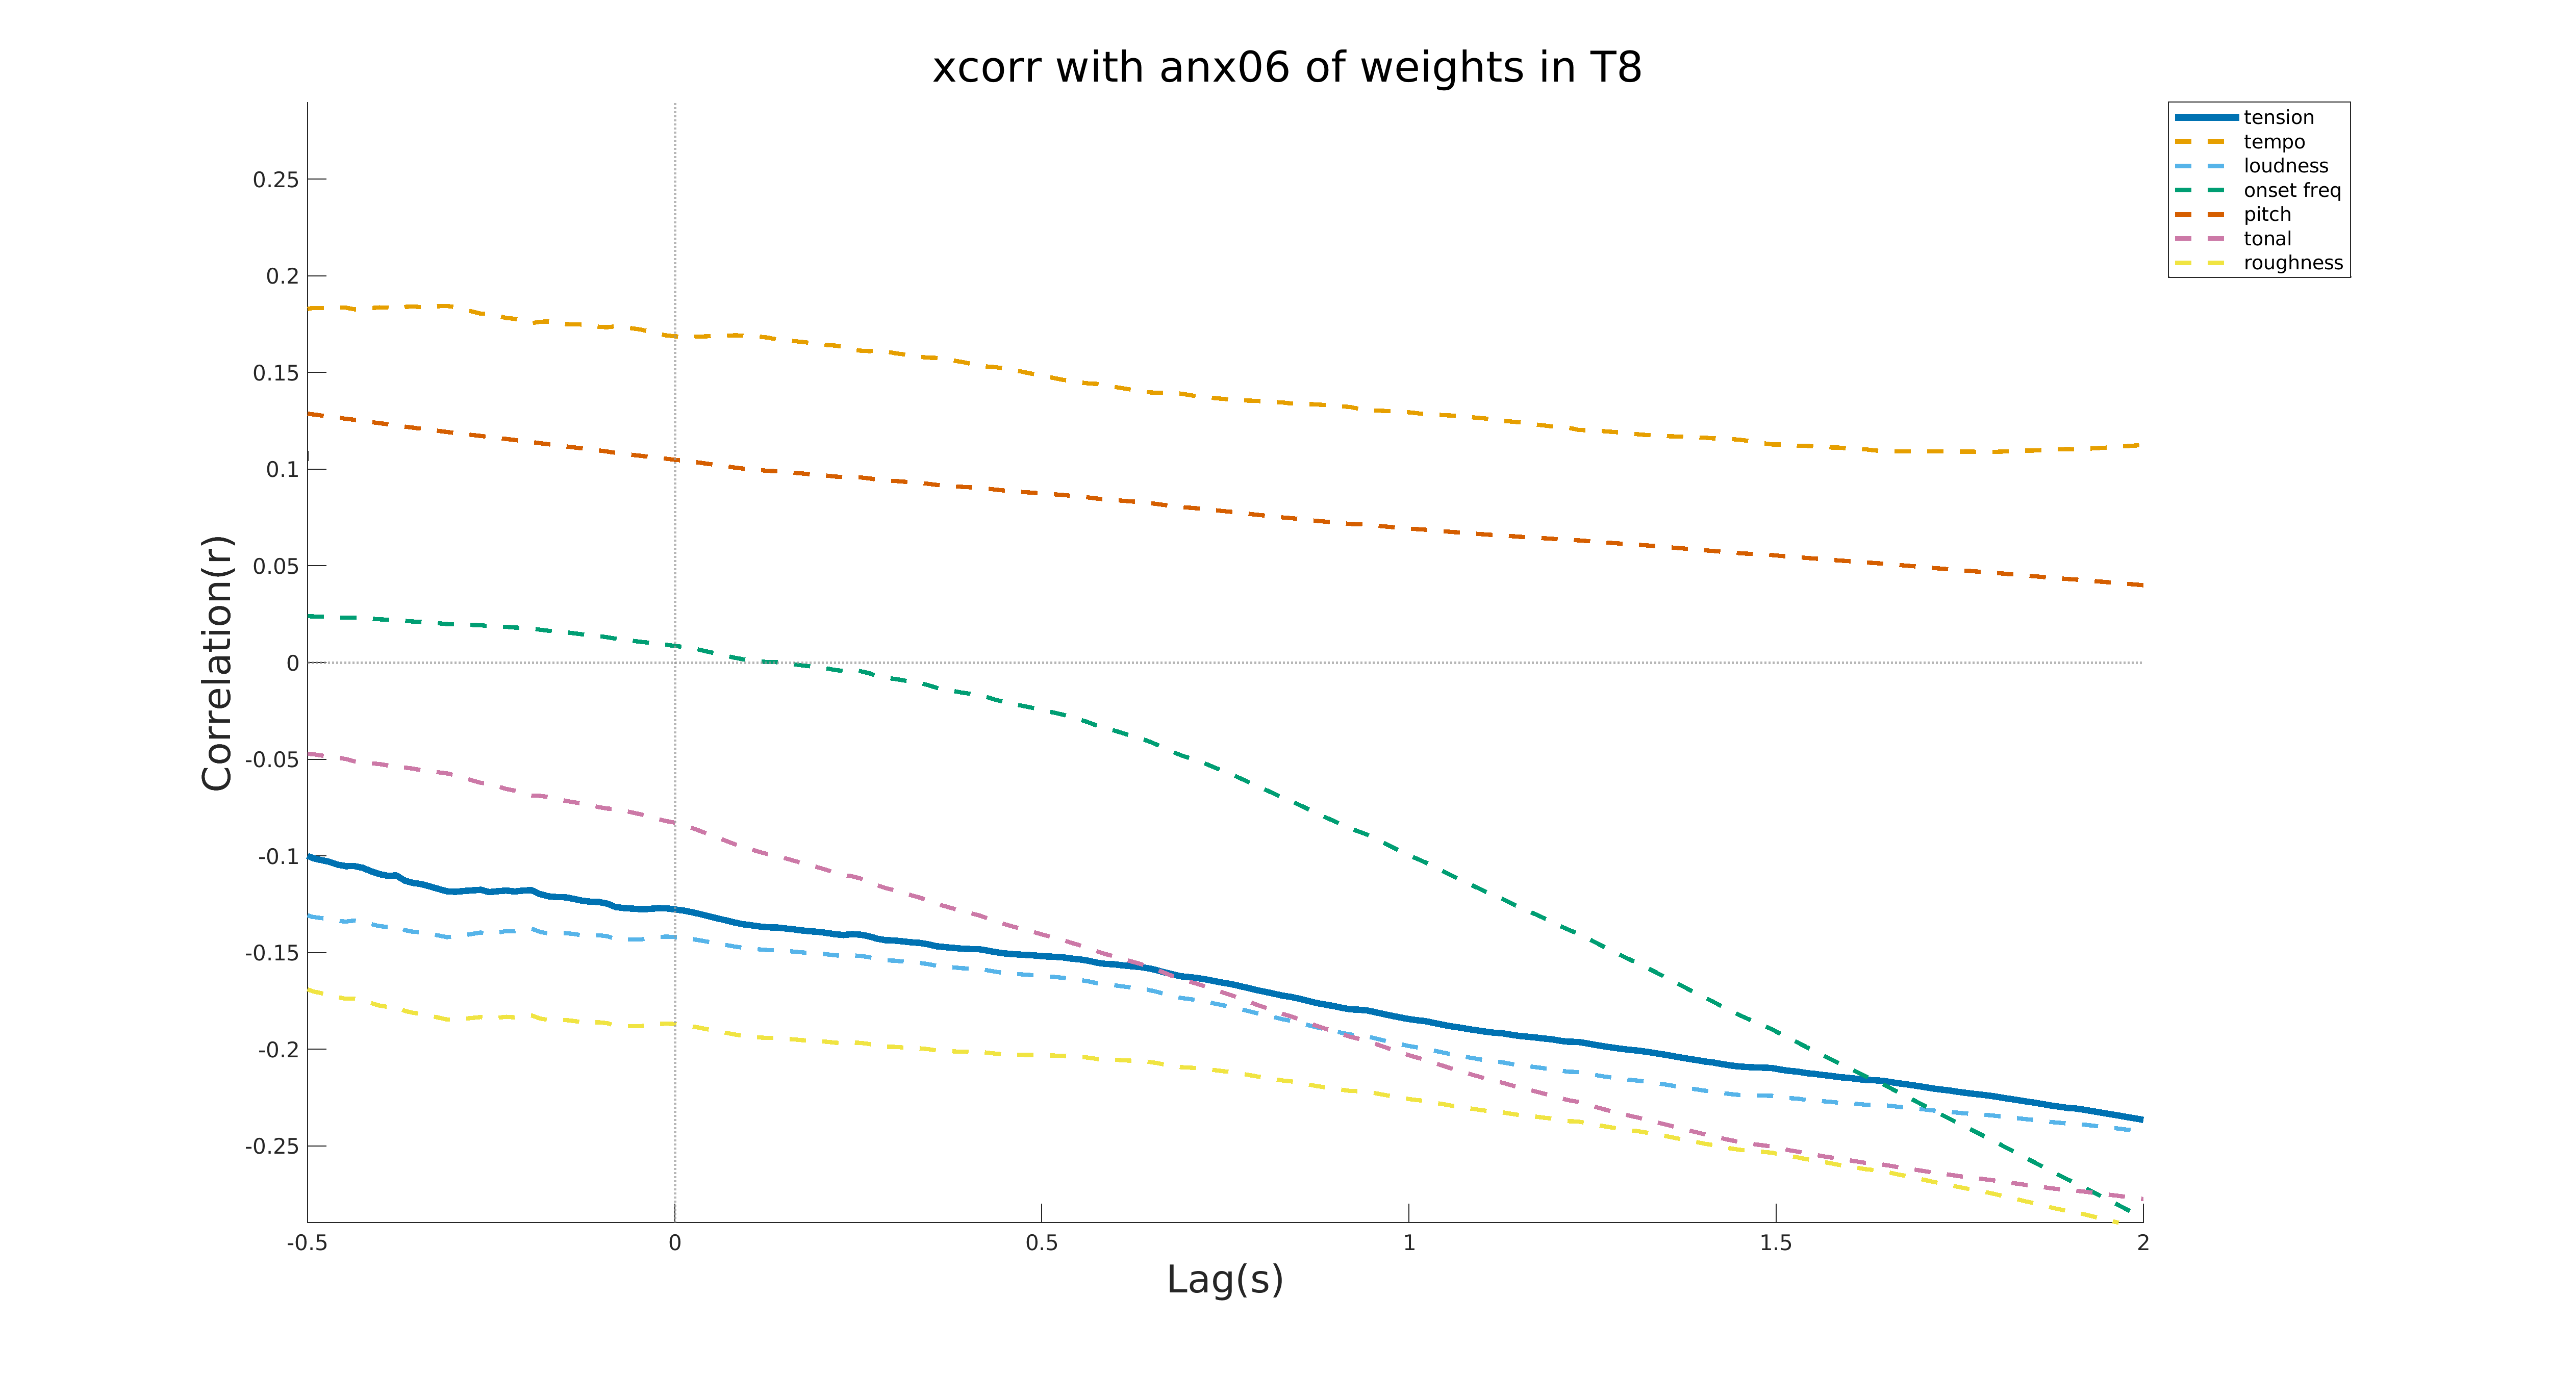 xcorr with anx06 of weights in T8
tension
tempo
loudness
onset freq
pitch
tonal
roughness
0.25
0.2
0.15
0.1
0.05
0
-0.05
-0.1
-0.15
-0.2
-0.25
Correlation(r)
-0.5
0
0.5
1
1.5
2
Lag(s)